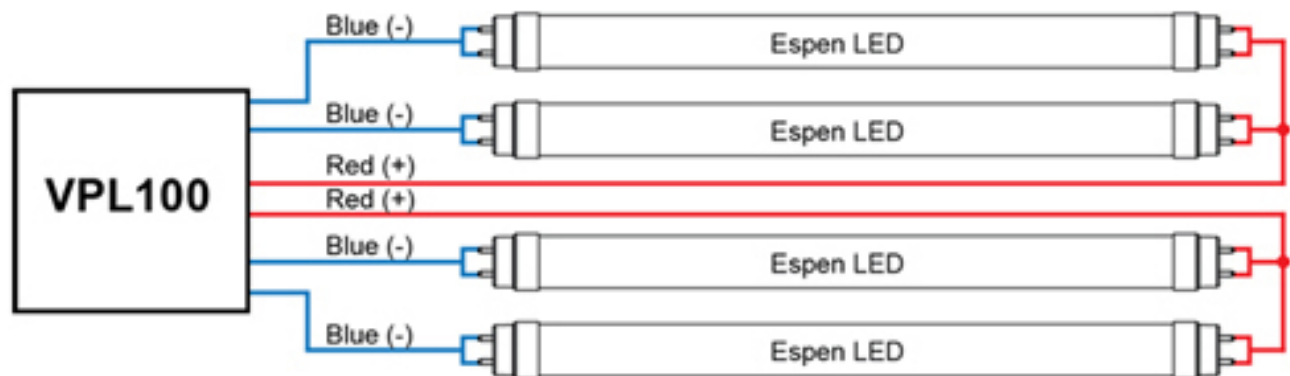 Blue (-)
Espen LED
Blue (-)
Espen LED
Red (+)
VPL100
Red (+)
Blue (-)
Espen LED
Blue (-)
Espen LED